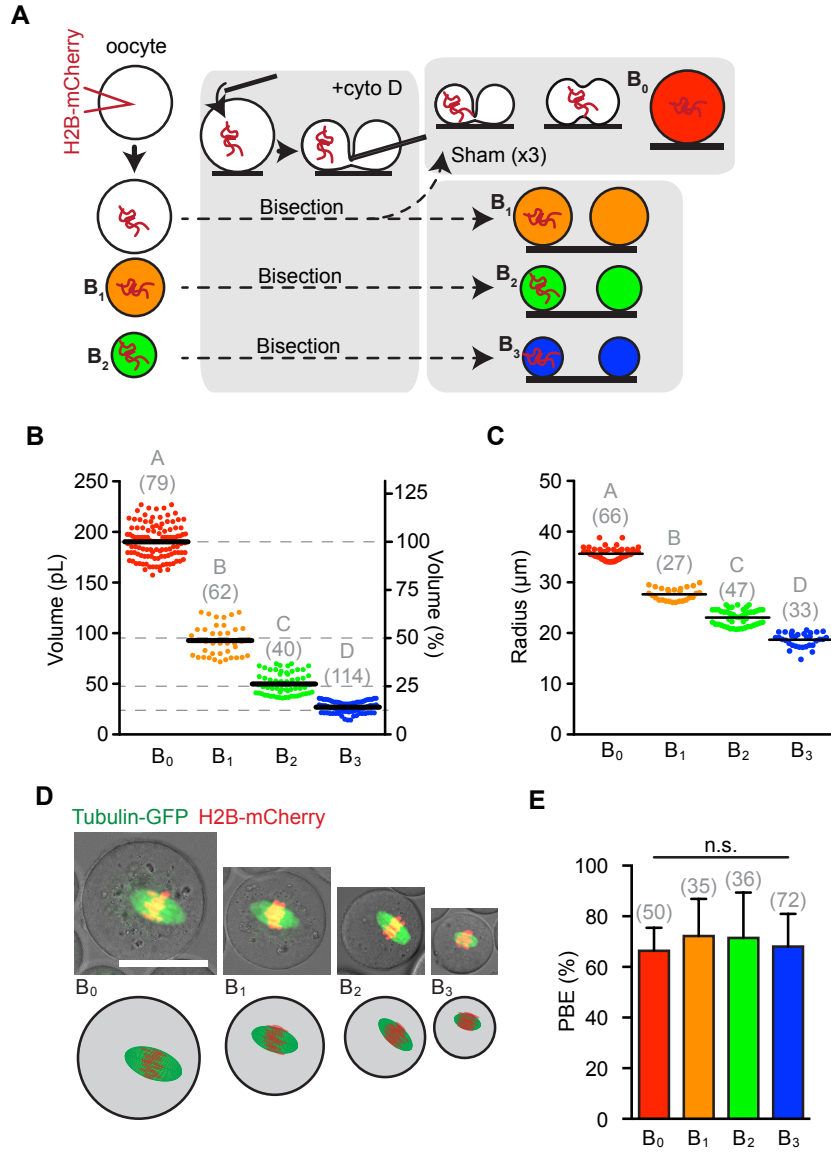 A
oocyte
H2B-mCherry
+cyto D
B0
Sham (x3)
Bisection
B1
B1
Bisection
B2
B2
Bisection
B3
B
Volume (pL)
250
200
150
100
50
0
A
(79)
B
(62)
C
(40)
D
(114)
125
100
75
50
25
0
Volume (%)
B0 B1 B2 B3
C
Radius (µm)
50
40
30
20
10
0
A
(66)
B
(27)
C
(47)
D
(33)
B0 B1 B2 B3
D
Tubulin-GFP H2B-mCherry
B0 B1 B2 B3
E
n.s.
PBE (%)
100
80
60
40
20
0
(50) (35) (36) (72)
B0 B1 B2 B3